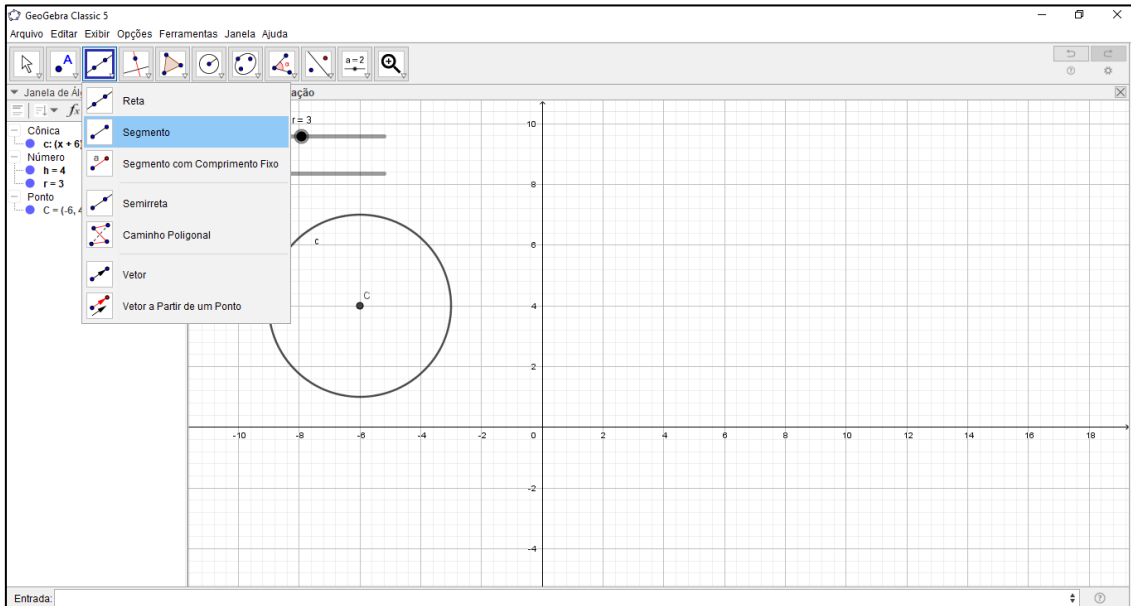 GeoGebra Classic 5
Arquivo Editar Exibir Opções Ferramentas Janela Ajuda
A
α
a=2
Janela de Ál
ação
fx
Cônica
c: (x + 6)
Número
h = 4
r = 3
Ponto
C = (-6, 4
Reta
Segmento
a
Segmento com Comprimento Fixo
Semirreta
Caminho Poligonal
Vetor
Vetor a Partir de um Ponto
r = 3
c
C
10
8
6
4
2
-10 -8 -6 -4 -2 0 2 4 6 8 10 12 14 16 18
-2
-4
Entrada: